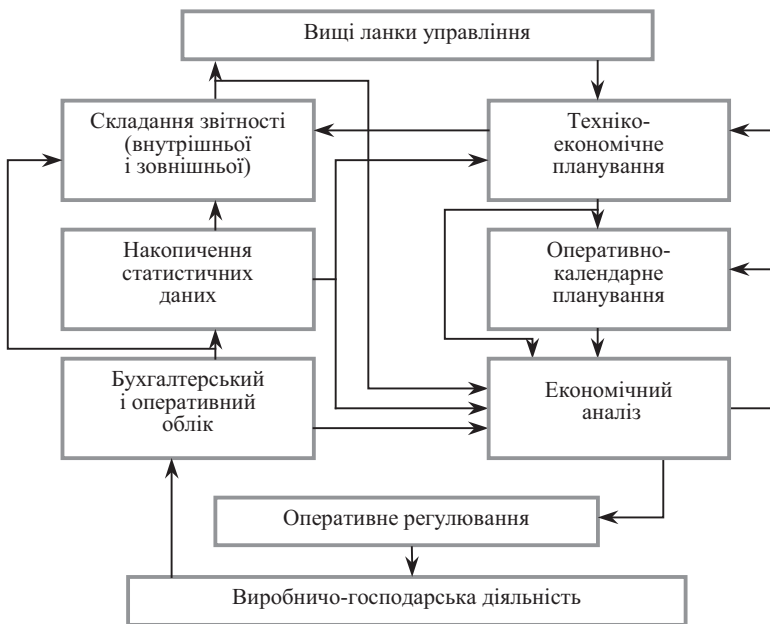 Вищі ланки управління
Складання звітності
(внутрішньої
і зовнішньої)
Техніко-
економічне
планування
Накопичення
статистичних
даних
Оперативно-
календарне
планування
Бухгалтерський
і оперативний
облік
Економічний
аналіз
Оперативне регулювання
Виробничо-господарська діяльність